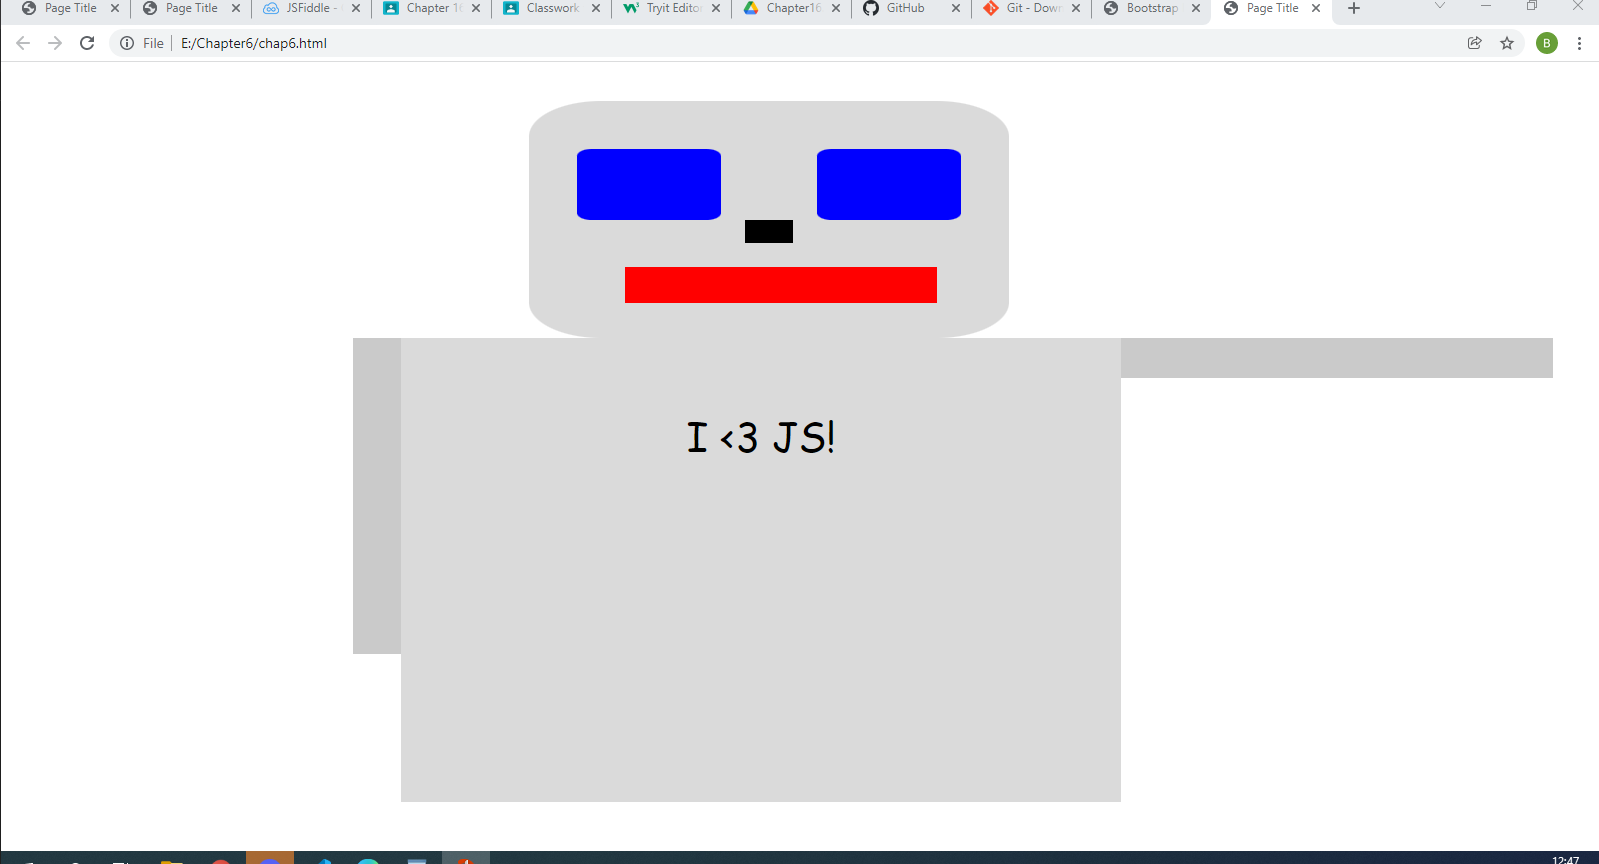 Page Title
Page Title
JSFiddle -
Chapter 16
Classwork
Tryit Editor
Chapter16
GitHub
Git - Down
Bootstrap
Page Title
File
E:/Chapter6/chap6.html
B
I <3 JS!
12:47